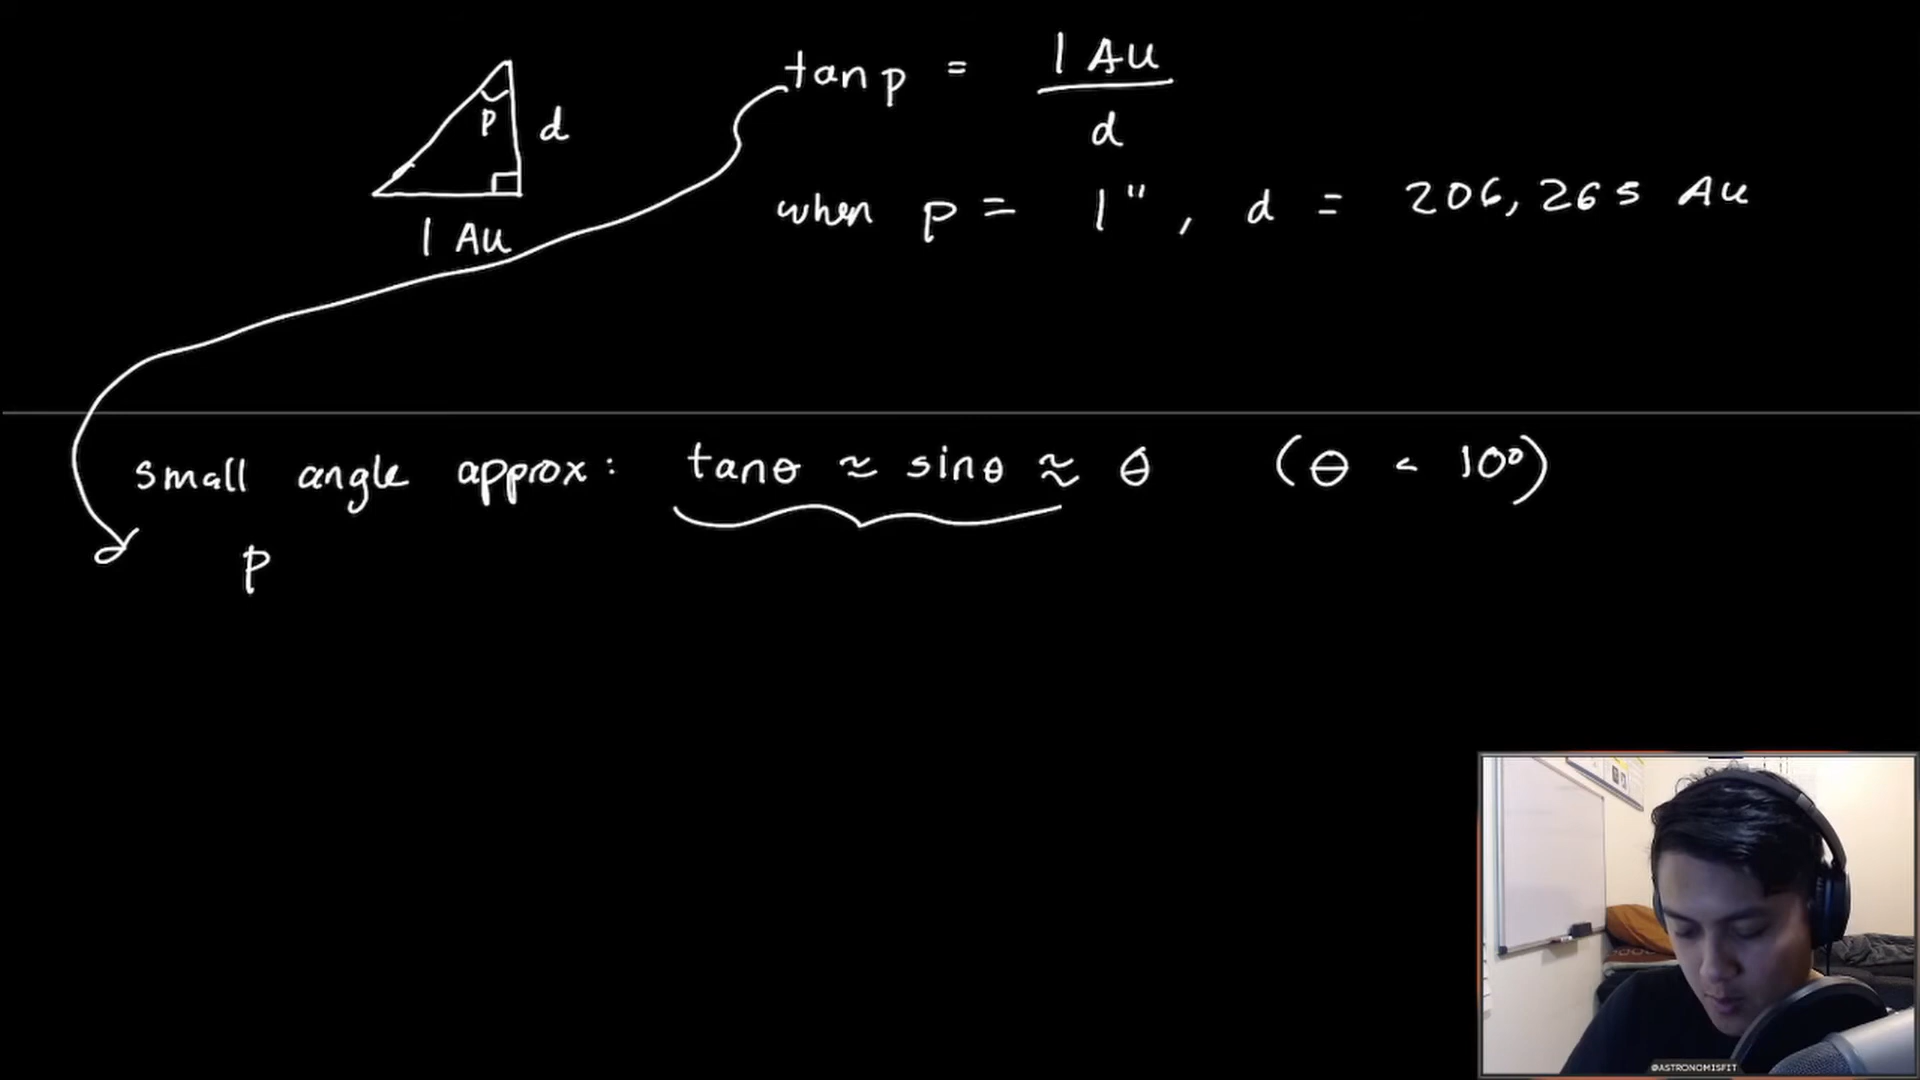 tan p = 1 AU / d
p d
1 AU
when p = 1", d = 206,265 AU
small angle approx: tanθ ≈ sinθ ≈ θ (θ < 10°)
p
@ASTRONOMISFIT